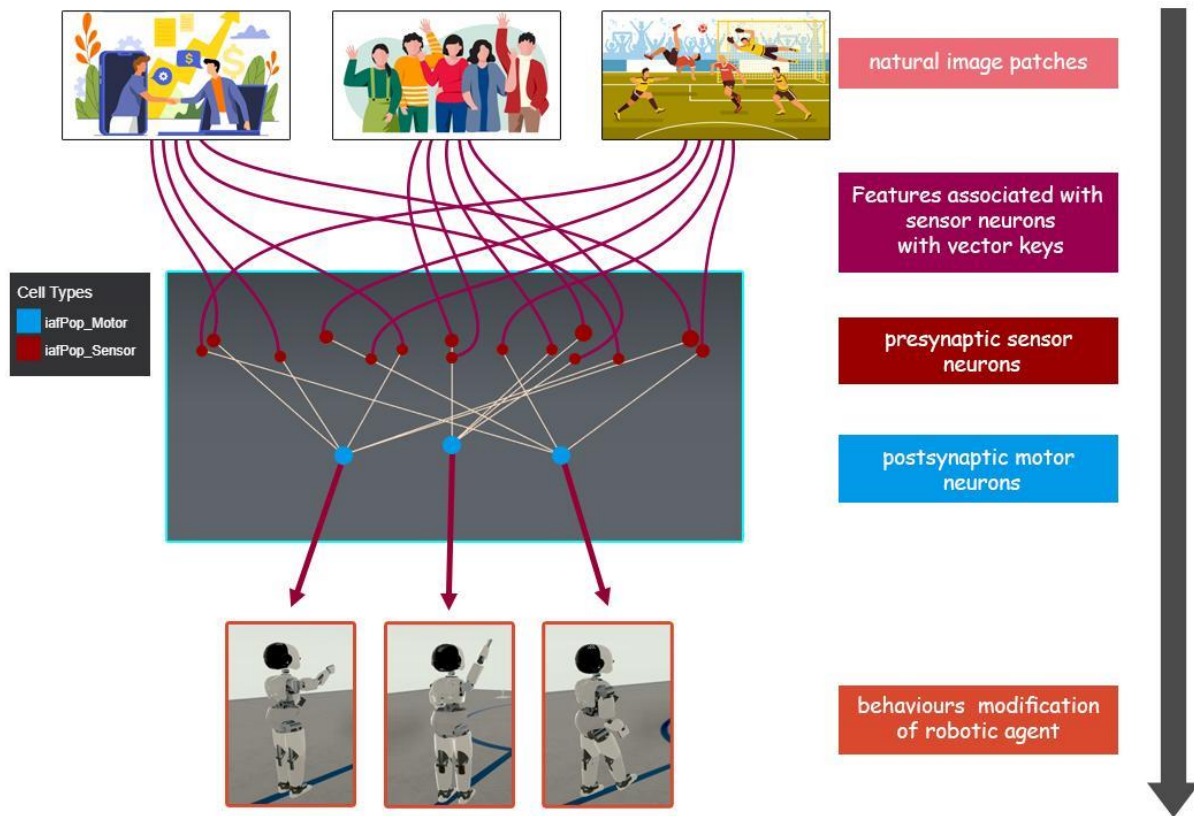 natural image patches
Features associated with
sensor neurons
with vector keys
Cell Types
iafPop_Motor
iafPop_Sensor
presynaptic sensor
neurons
postsynaptic motor
neurons
behaviours modification
of robotic agent